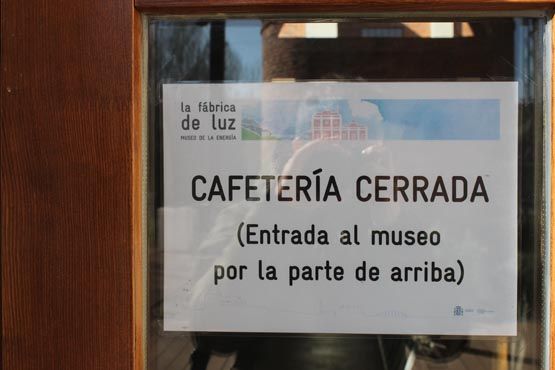 la fábrica
de luz
MUSEO DE LA ENERGÍA
CAFETERÍA CERRADA
(Entrada al museo
por la parte de arriba)